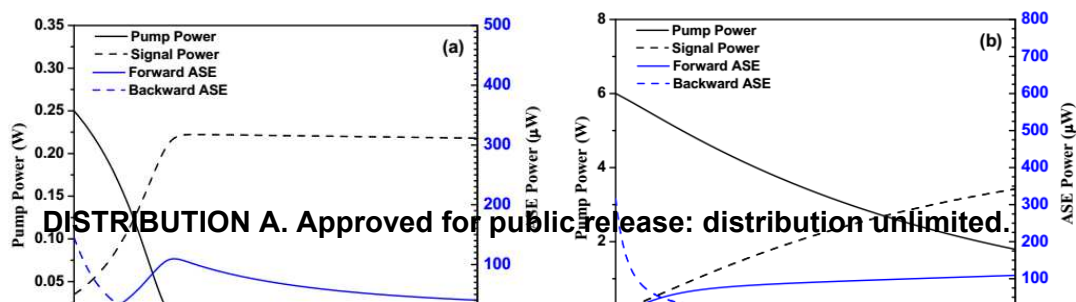 0.35
0.30
0.25
0.20
0.15
0.10
0.05
Pump Power (W)
Pump Power
Signal Power
Forward ASE
Backward ASE
(a)
500
400
300
200
100
ASE Power (µW)
8
6
4
2
Pump Power (W)
Pump Power
Signal Power
Forward ASE
Backward ASE
(b)
800
700
600
500
400
300
200
100
ASE Power (µW)
DISTRIBUTION A. Approved for public release: distribution unlimited.